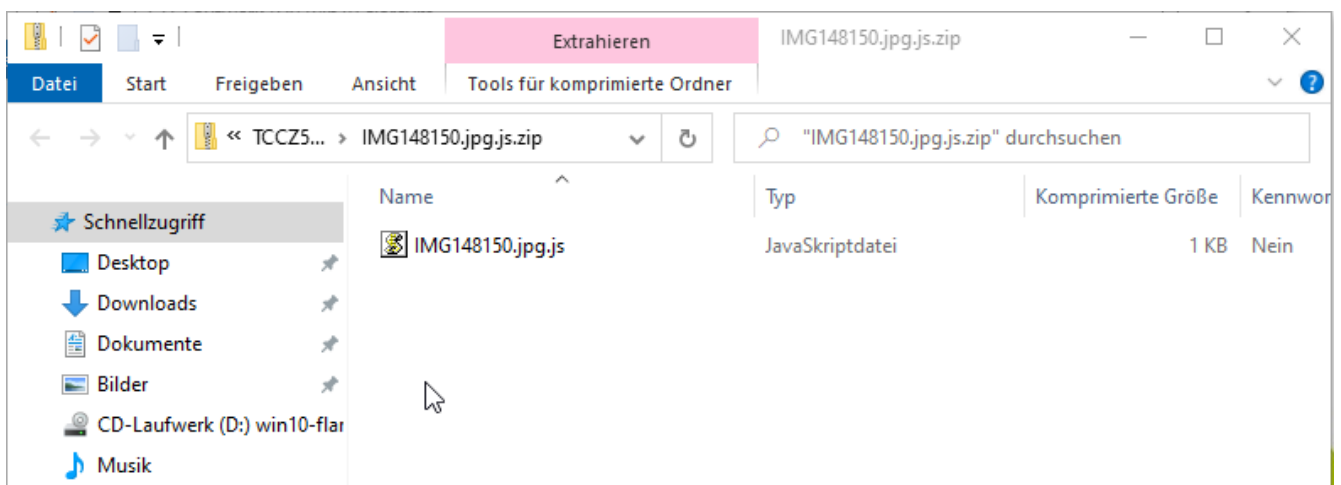 Extrahieren
IMG148150.jpg.js.zip
Datei Start Freigeben Ansicht Tools für komprimierte Ordner
« TCCZ5... › IMG148150.jpg.js.zip
"IMG148150.jpg.js.zip" durchsuchen
Name Typ Komprimierte Größe Kennwor
Schnellzugriff
IMG148150.jpg.js JavaSkriptdatei 1 KB Nein
Desktop
Downloads
Dokumente
Bilder
CD-Laufwerk (D:) win10-flar
Musik